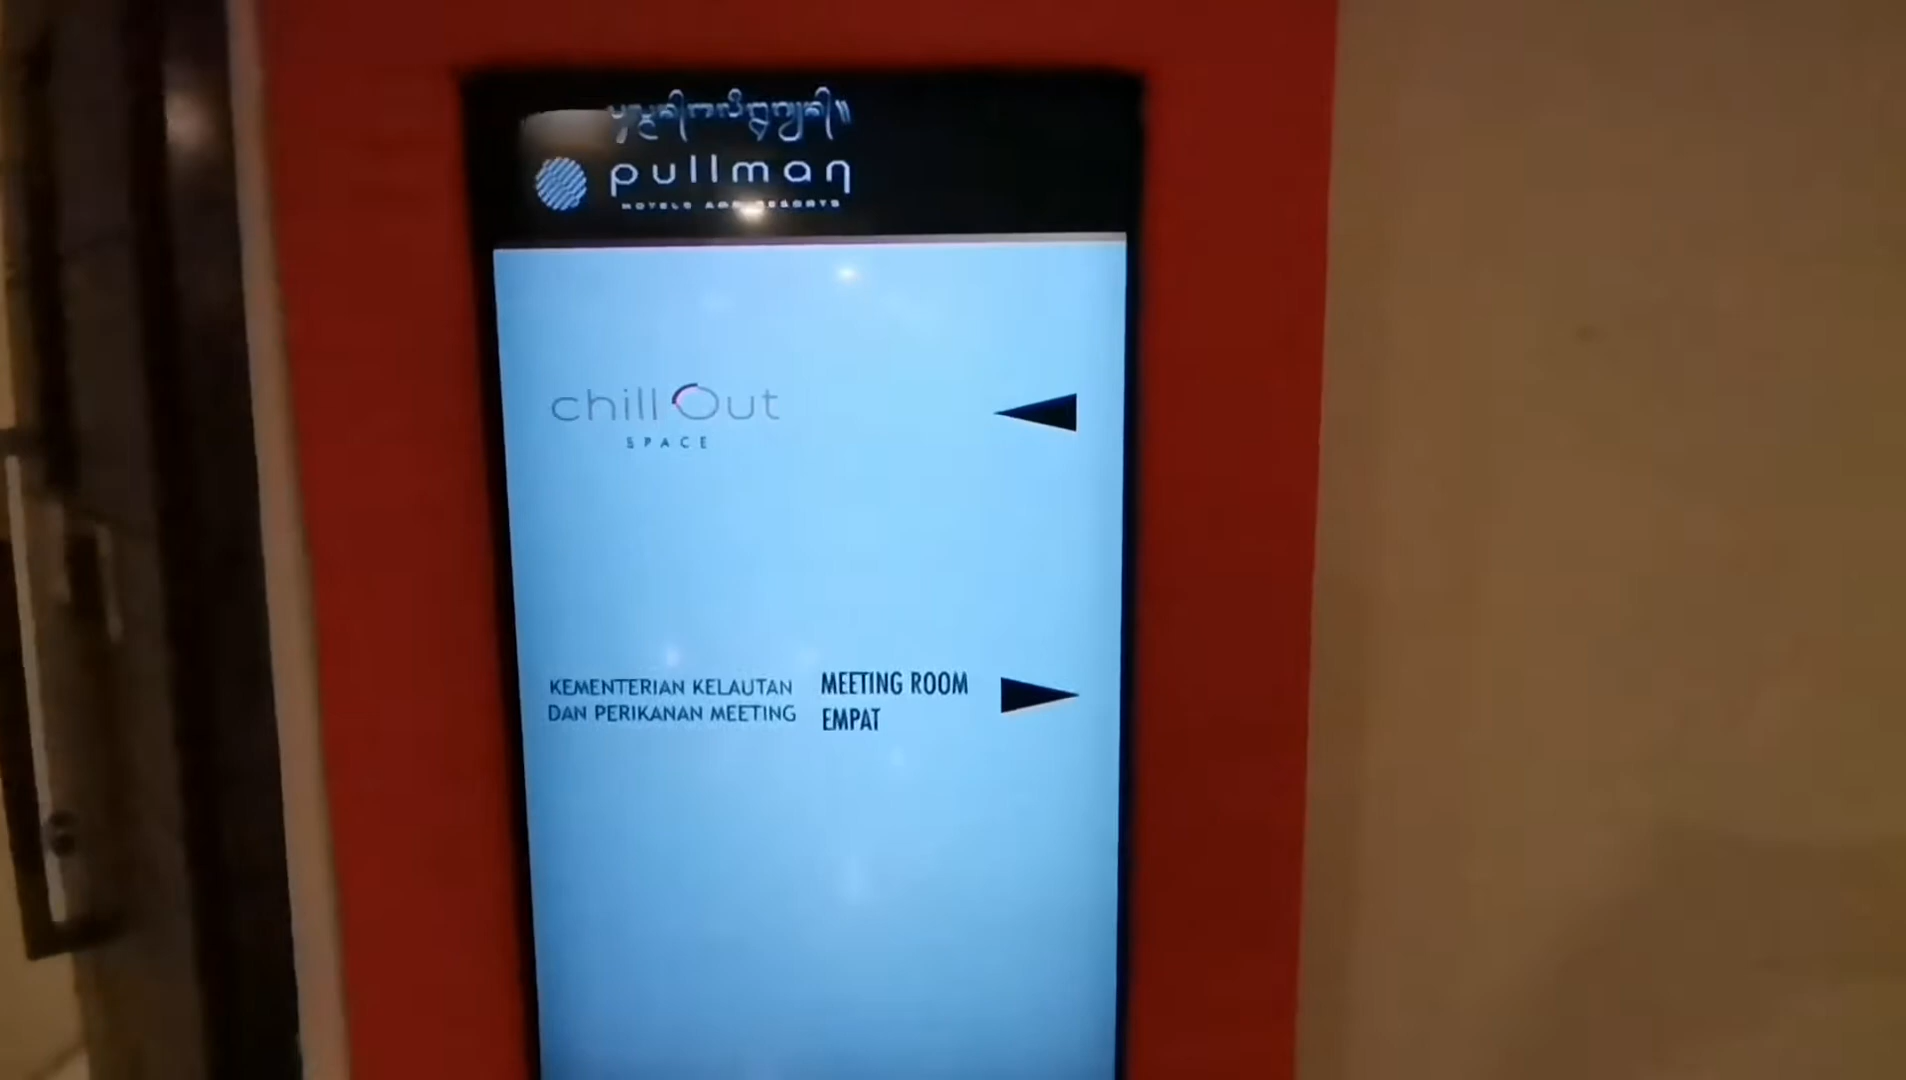 pullman
HOTELS AND RESORTS
chill Out
SPACE
KEMENTERIAN KELAUTAN
DAN PERIKANAN MEETING
MEETING ROOM
EMPAT